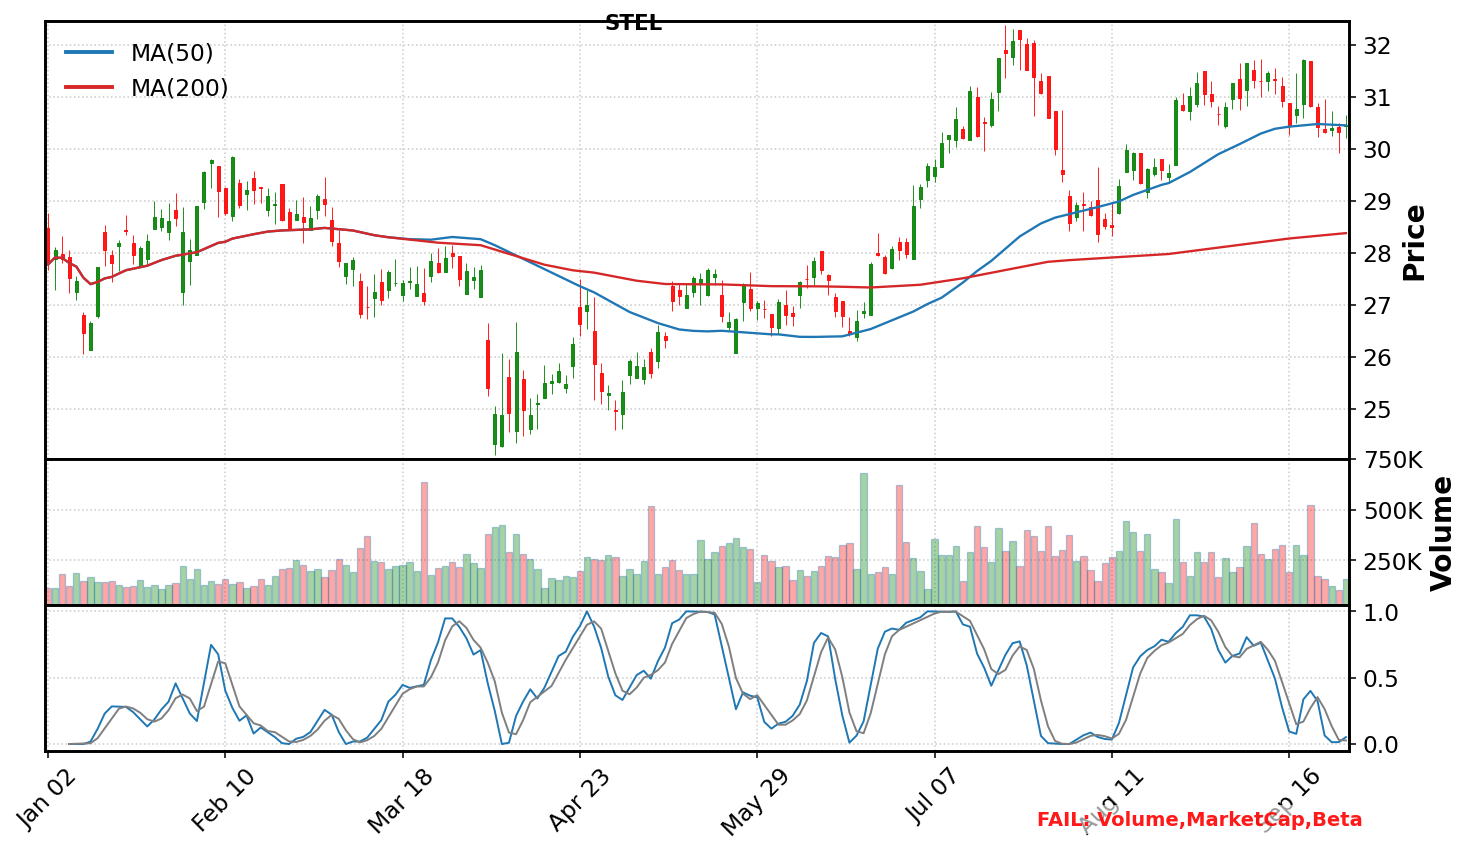 STEL
MA(50)
MA(200)
32
31
30
29
28
27
26
25
Price
750K
500K
250K
Volume
1.0
0.5
0.0
Jan 02
Feb 10
Mar 18
Apr 23
May 29
Jul 07
Aug 11
Sep 16
FAIL: Volume,MarketCap,Beta